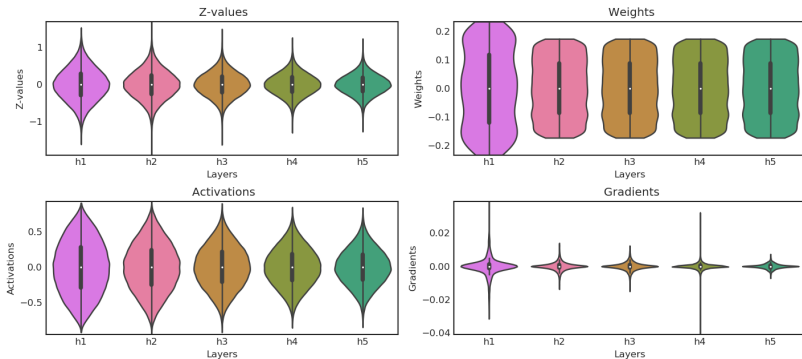 Z-values
Z-values
1
0
−1
h1 h2 h3 h4 h5
Layers
Weights
Weights
0.2
0.1
0.0
−0.1
−0.2
h1 h2 h3 h4 h5
Layers
Activations
Activations
0.5
0.0
−0.5
h1 h2 h3 h4 h5
Layers
Gradients
Gradients
0.02
0.00
−0.02
−0.04
h1 h2 h3 h4 h5
Layers